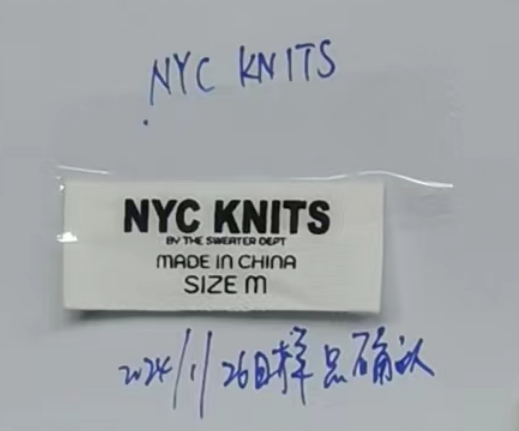 NYC KNITS
NYC KNITS
BY THE SWEATER DEPT
MADE IN CHINA
SIZE M
2024/1/26日样品确认